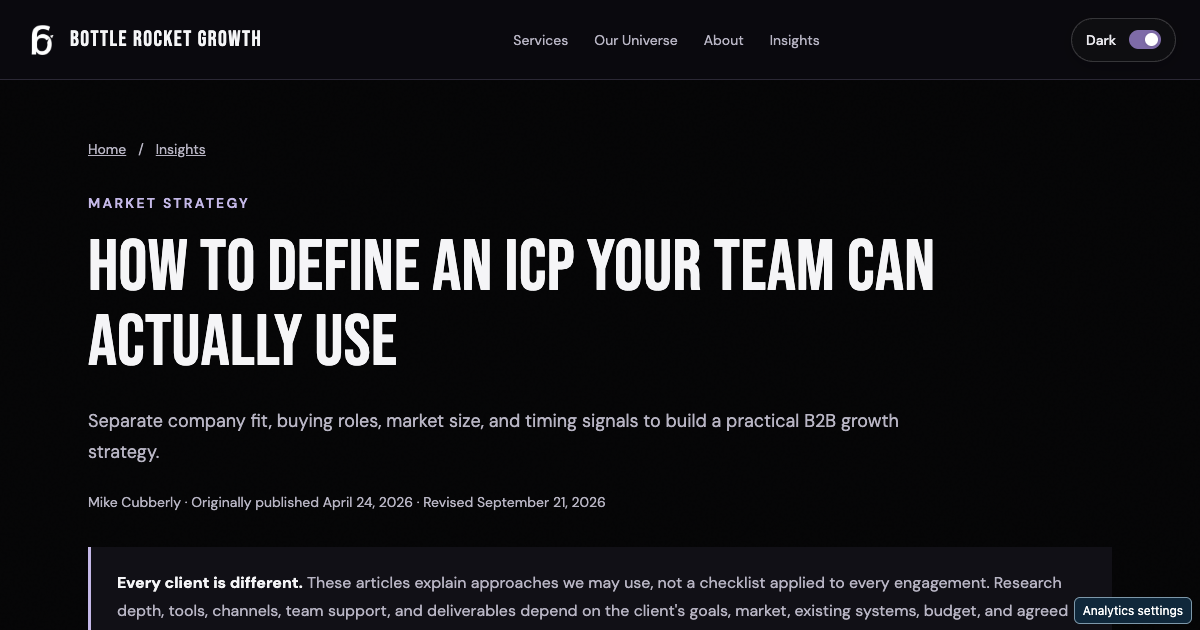 BOTTLE ROCKET GROWTH
Services
Our Universe
About
Insights
Dark
Home / Insights
MARKET STRATEGY
HOW TO DEFINE AN ICP YOUR TEAM CAN
ACTUALLY USE
Separate company fit, buying roles, market size, and timing signals to build a practical B2B growth
strategy.
Mike Cubberly · Originally published April 24, 2026 · Revised September 21, 2026
Every client is different. These articles explain approaches we may use, not a checklist applied to every engagement. Research
depth, tools, channels, team support, and deliverables depend on the client's goals, market, existing systems, budget, and agreed
Analytics settings